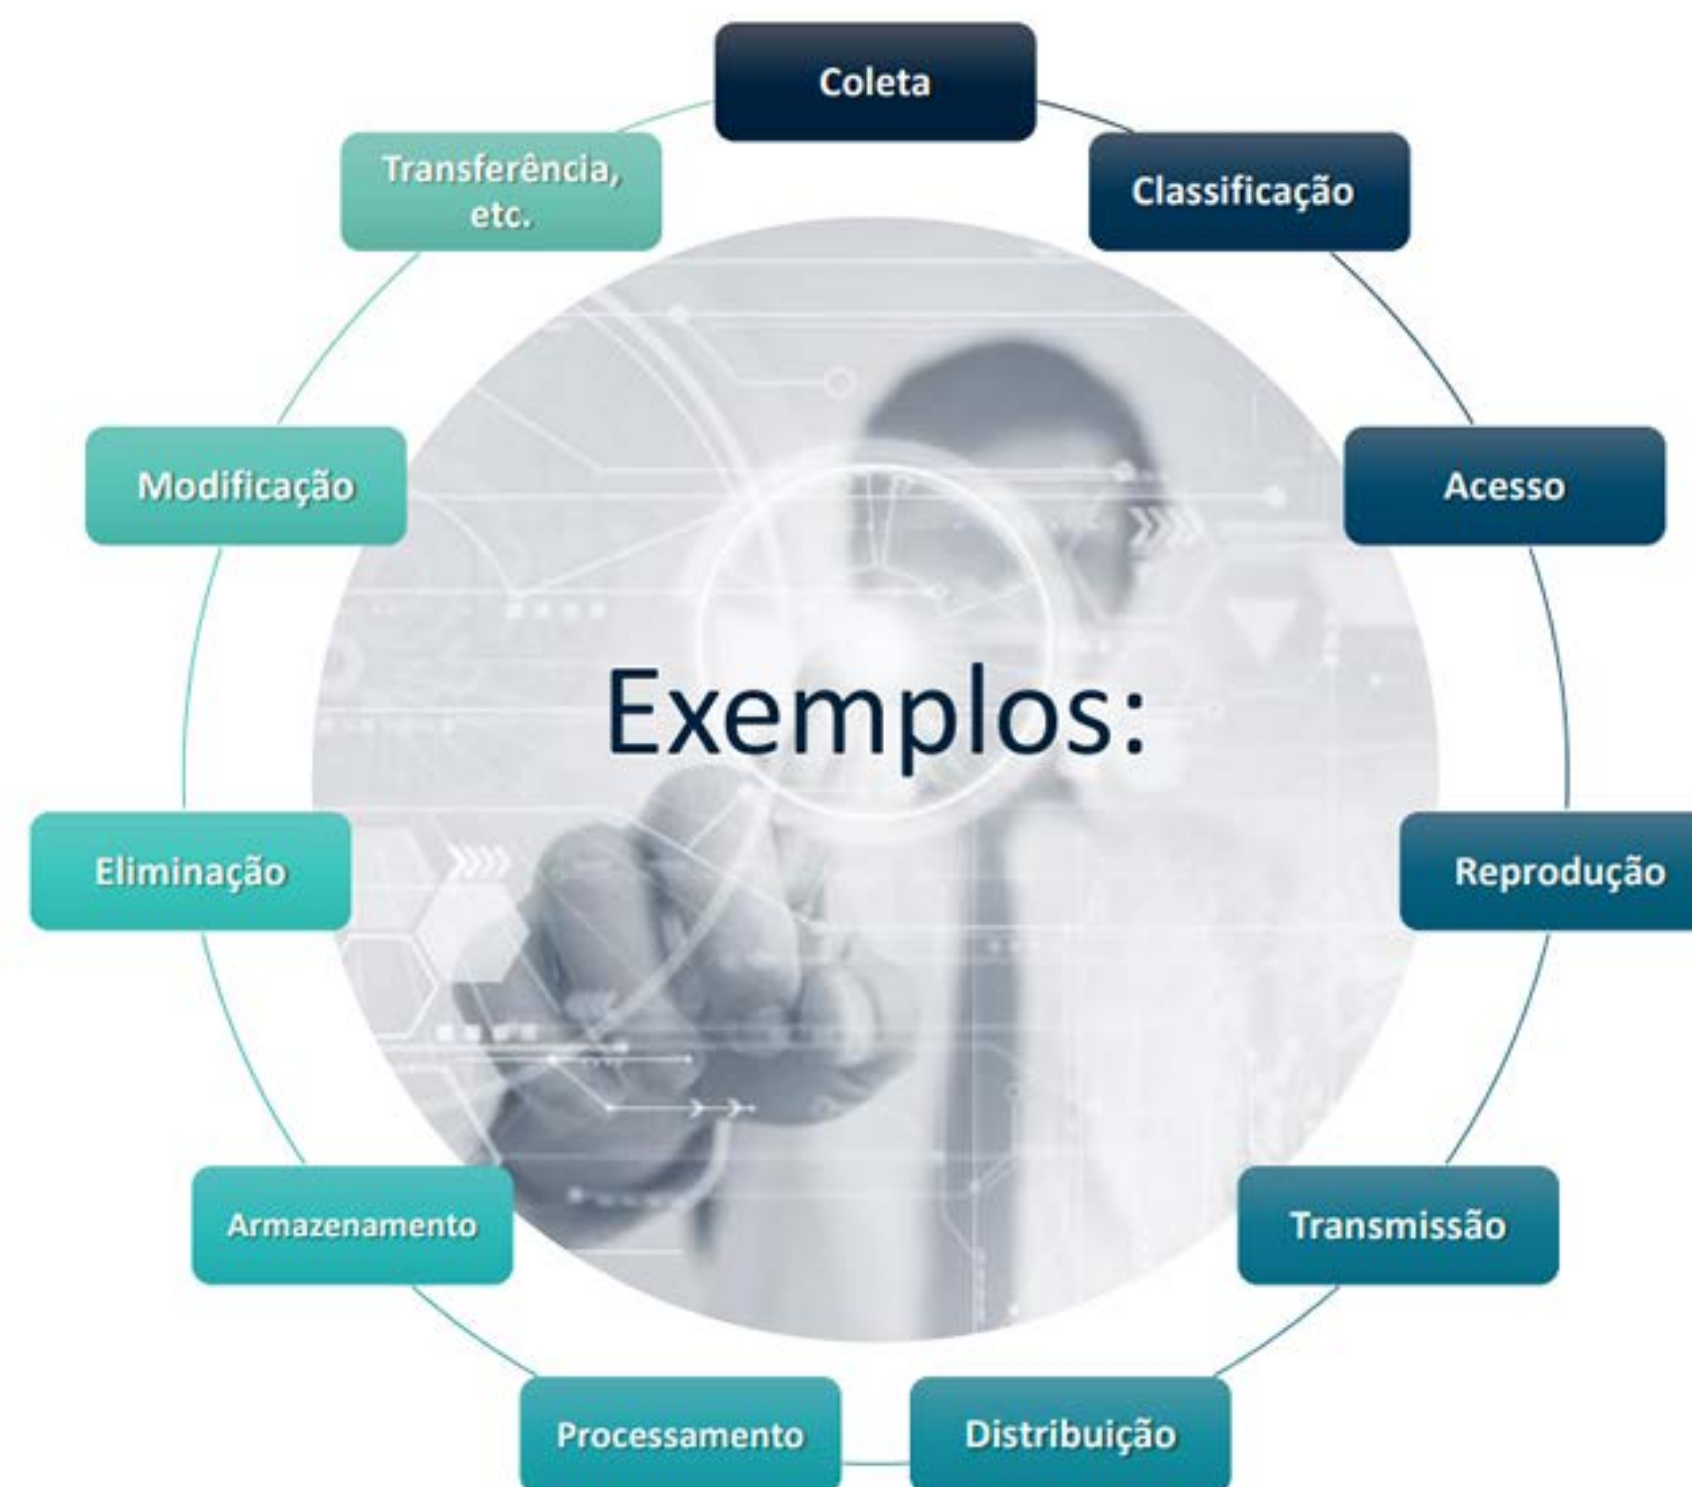 Coleta
Classificação
Acesso
Reprodução
Transmissão
Distribuição
Processamento
Armazenamento
Eliminação
Modificação
Transferência,
etc.
Exemplos: